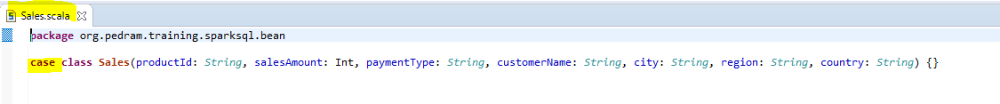 Sales.scala
package org.pedram.training.sparksql.bean
case class Sales(productId: String, salesAmount: Int, paymentType: String, customerName: String, city: String, region: String, country: String) {}